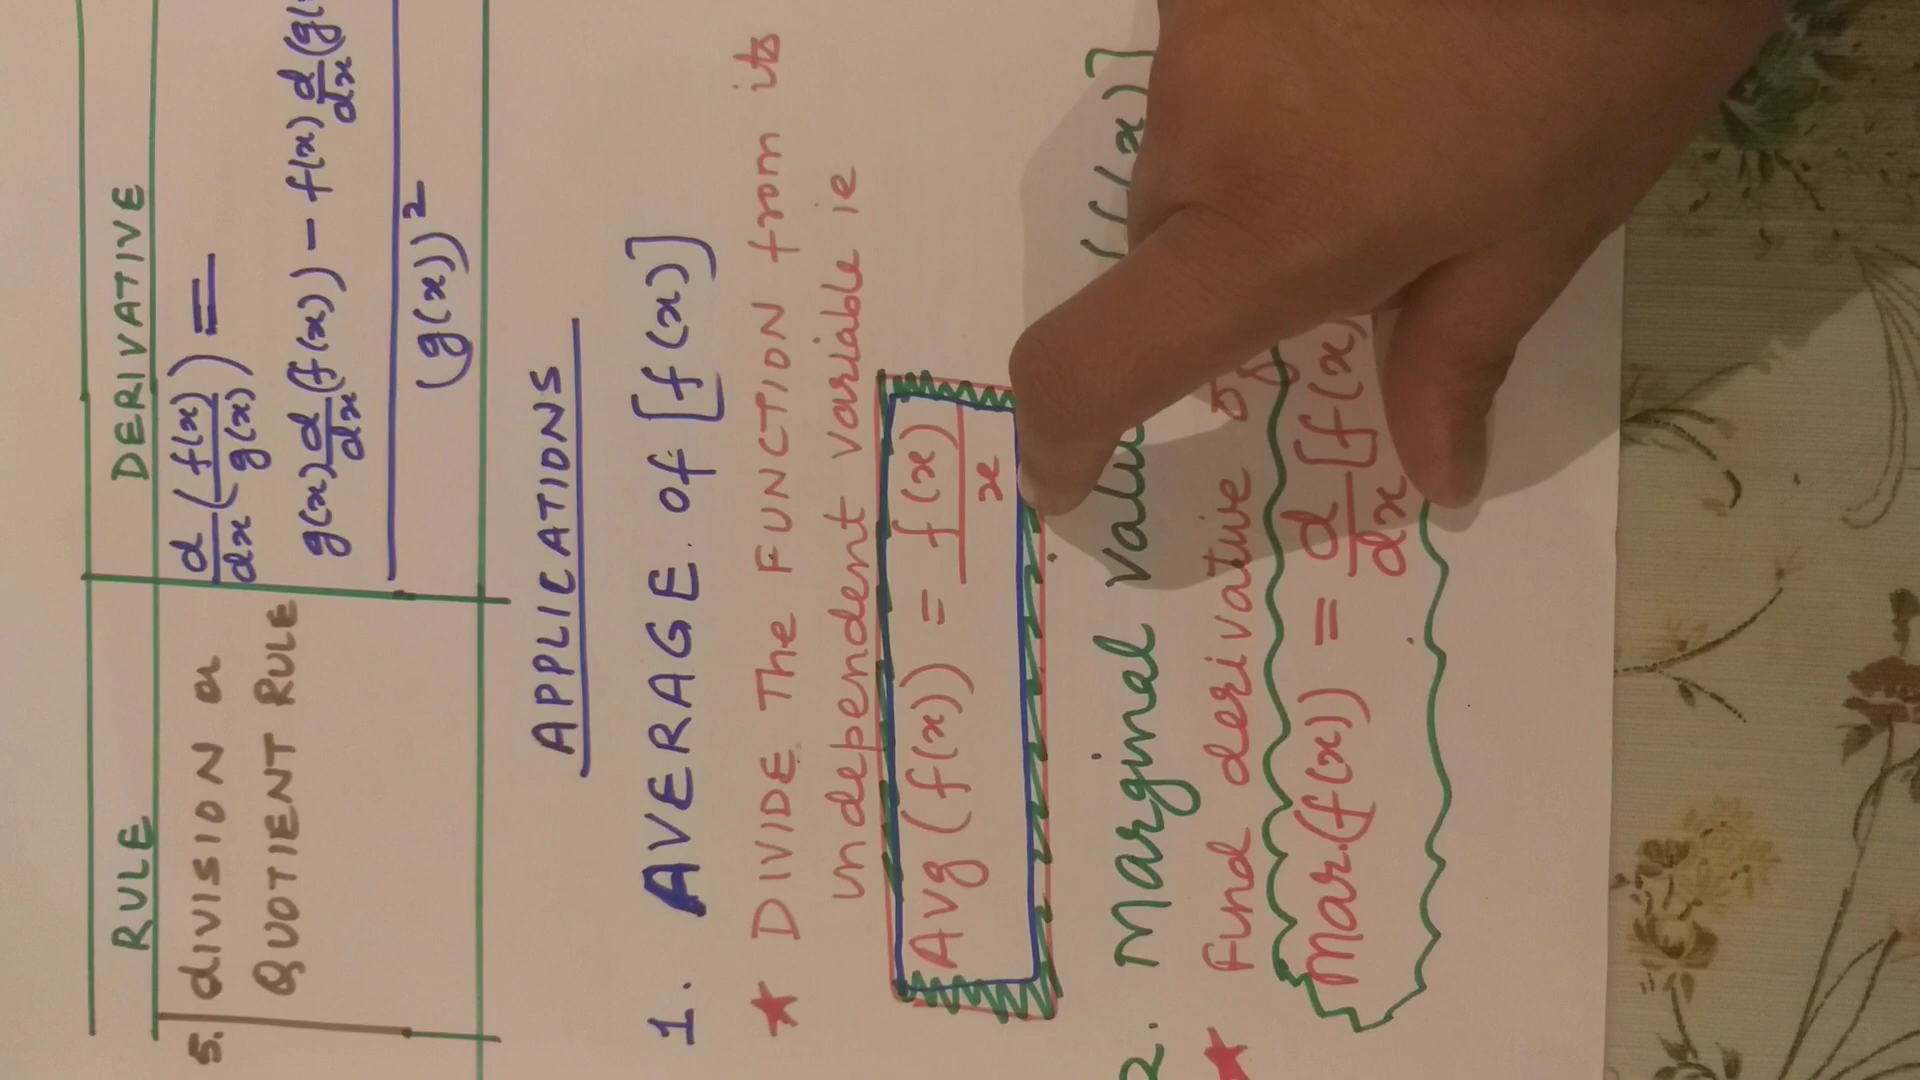 RULE DERIVATIVE
5. division or d/dx (f(x)/g(x)) =
QUOTIENT RULE g(x) d/dx (f(x)) - f(x) d/dx (g(
(g(x))²
APPLICATIONS
1. AVERAGE of [f(x)]
★ DIVIDE The FUNCTION from its
independent variable ie
Avg (f(x)) = f(x)/x
2. Marginal (x)]
★ Find derivative
Mar.(f(x)) = d/dx [f(x)